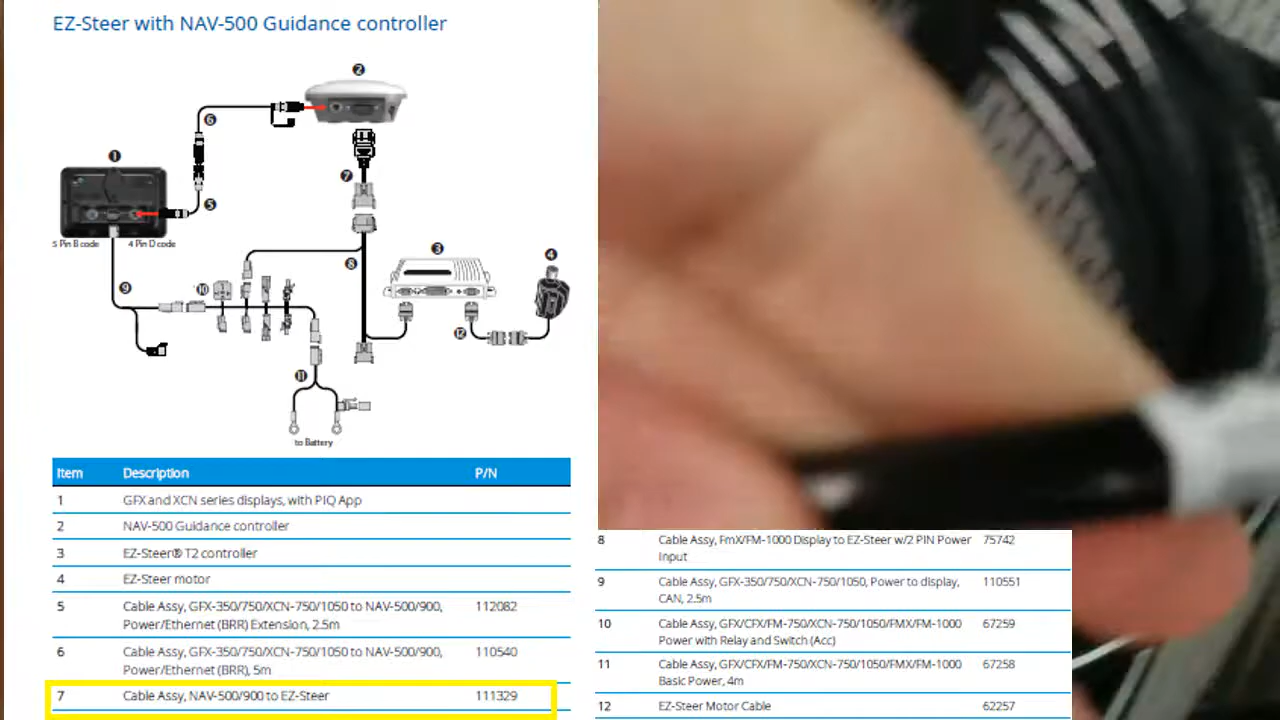 EZ-Steer with NAV-500 Guidance controller
2
6
1
7
5
3
4
5 Pin B code
4 Pin D code
8
9
10
12
11
to Battery
Item Description P/N
1 GFX and XCN series displays, with PIQ App
2 NAV-500 Guidance controller
3 EZ-Steer® T2 controller
4 EZ-Steer motor
5 Cable Assy, GFX-350/750/XCN-750/1050 to NAV-500/900, 112082
Power/Ethernet (BRR) Extension, 2.5m
6 Cable Assy, GFX-350/750/XCN-750/1050 to NAV-500/900, 110540
Power/Ethernet (BRR), 5m
7 Cable Assy, NAV-500/900 to EZ-Steer 111329
8 Cable Assy, FmX/FM-1000 Display to EZ-Steer w/2 PIN Power 75742
Input
9 Cable Assy, GFX-350/750/XCN-750/1050, Power to display, 110551
CAN, 2.5m
10 Cable Assy, GFX/CFX/FM-750/XCN-750/1050/FMX/FM-1000 67259
Power with Relay and Switch (Acc)
11 Cable Assy, GFX/CFX/FM-750/XCN-750/1050/FMX/FM-1000 67258
Basic Power, 4m
12 EZ-Steer Motor Cable 62257